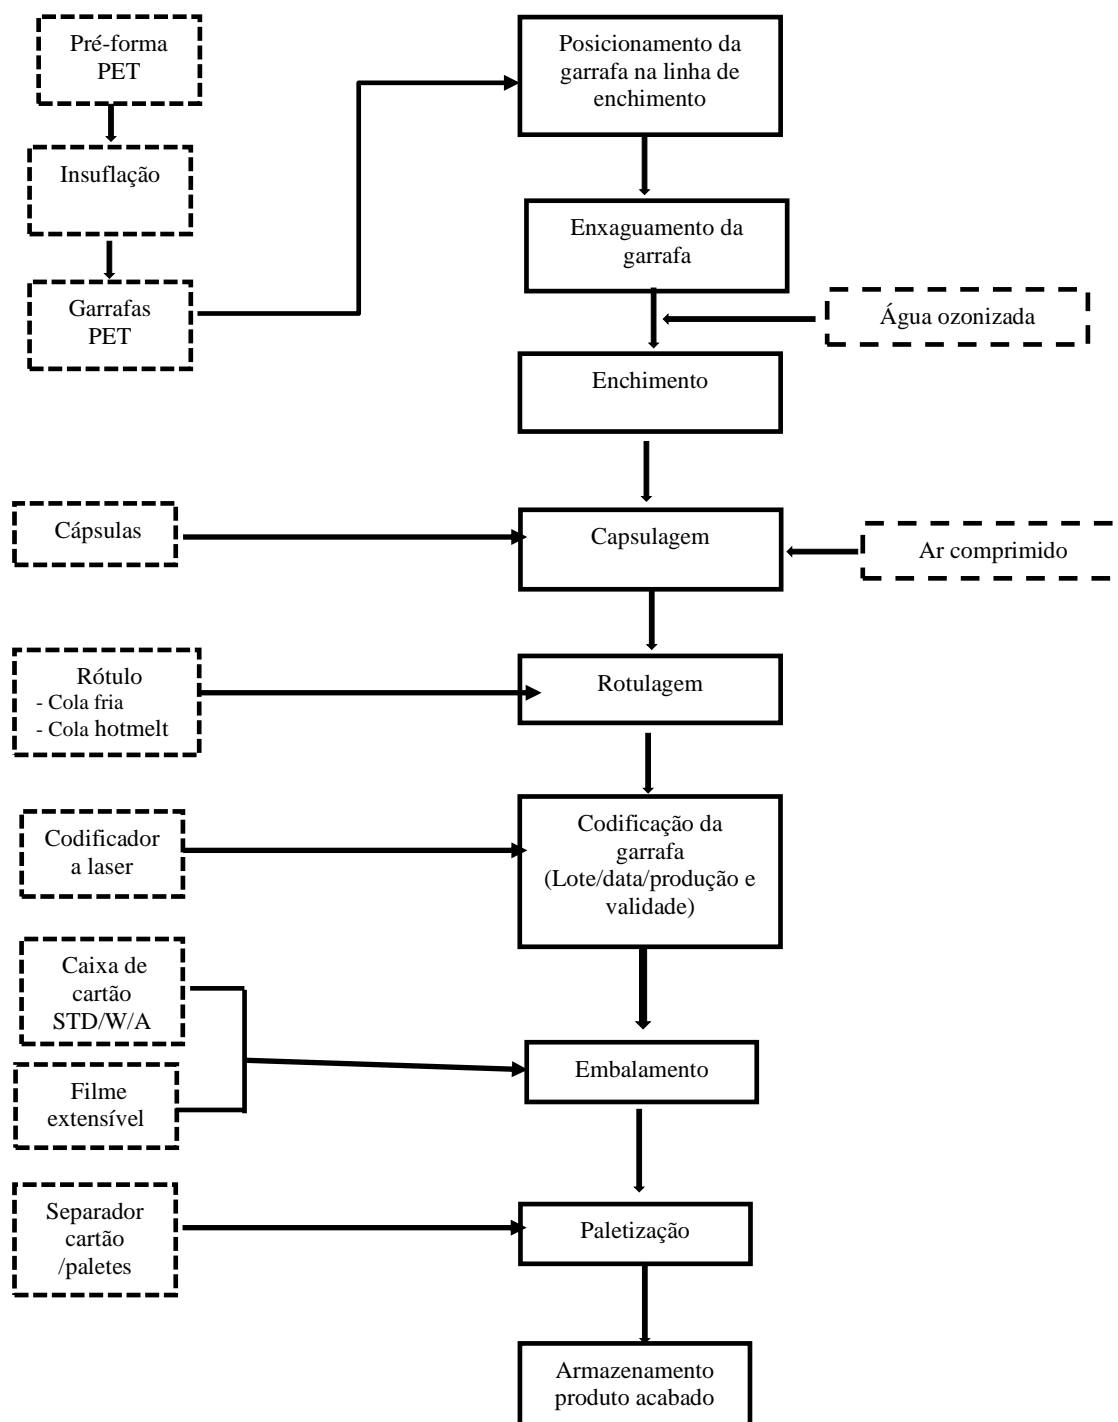 Pré-forma
PET
Insuflação
Garrafas
PET
Posicionamento da
garrafa na linha de
enchimento
Enxaguamento da
garrafa
Água ozonizada
Enchimento
Cápsulas
Capsulagem
Ar comprimido
Rótulo
- Cola fria
- Cola hotmelt
Rotulagem
Codificador
a laser
Codificação da
garrafa
(Lote/data/produção e
validade)
Caixa de
cartão
STD/W/A
Filme
extensível
Embalamento
Separador
cartão
/paletes
Paletização
Armazenamento
produto acabado